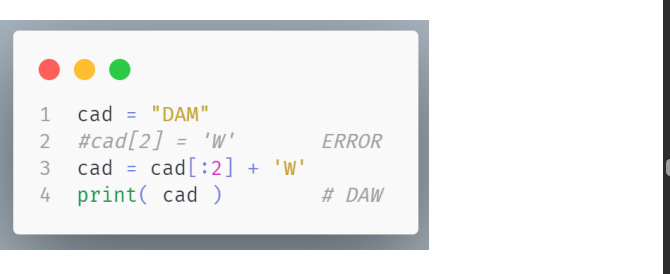 1 cad = "DAM"
2 #cad[2] = 'W' ERROR
3 cad = cad[:2] + 'W'
4 print( cad ) # DAW